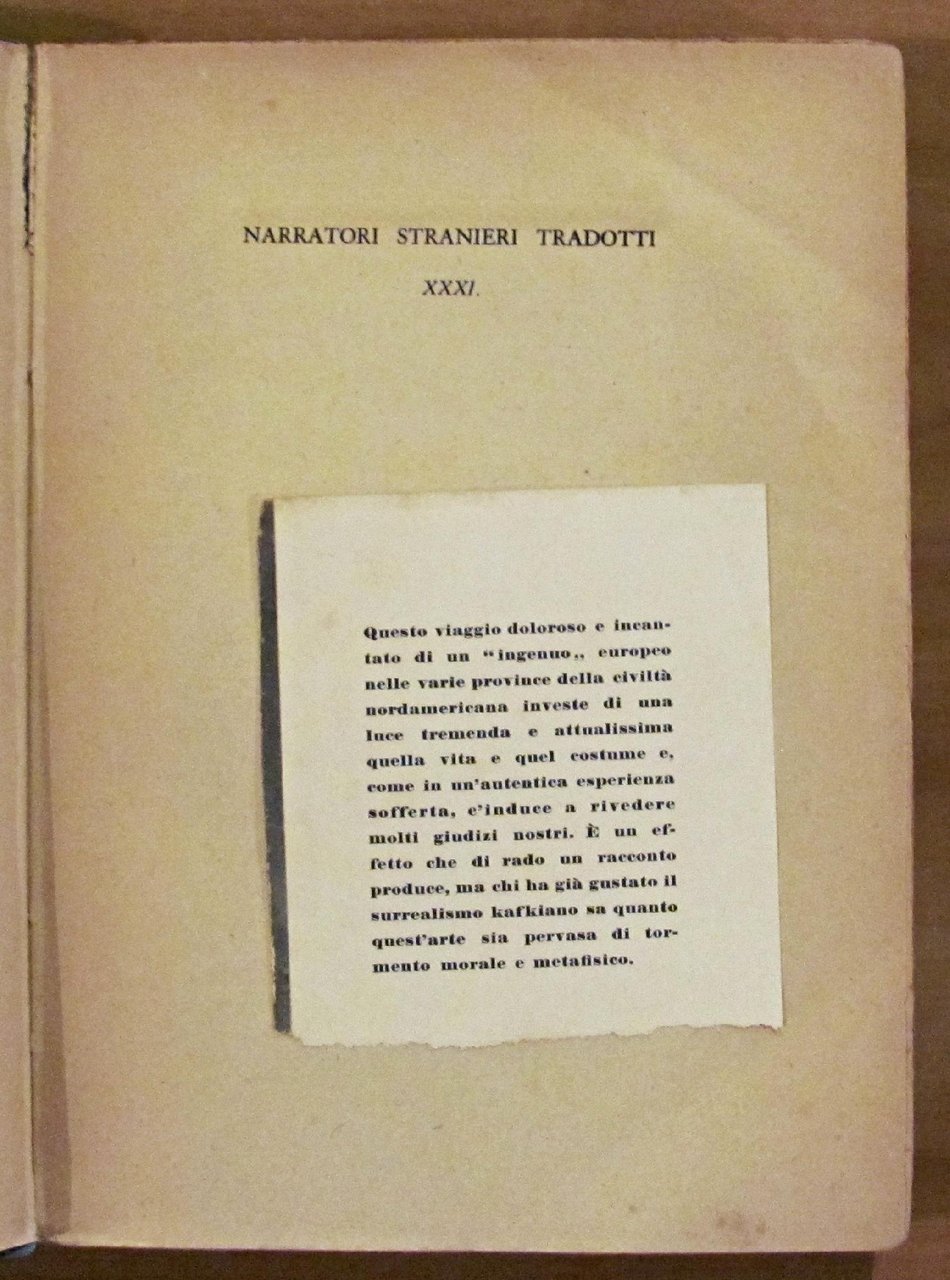 NARRATORI STRANIERI TRADOTTI
XXXI.
Questo viaggio doloroso e incan-
tato di un “ingenuo„ europeo
nelle varie province della civiltà
nordamericana investe di una
luce tremenda e attualissima
quella vita e quel costume e,
come in un'autentica esperienza
sofferta, c'induce a rivedere
molti giudizi nostri. È un ef-
fetto che di rado un racconto
produce, ma chi ha già gustato il
surrealismo kafkiano sa quanto
quest'arte sia pervasa di tor-
mento morale e metafisico.